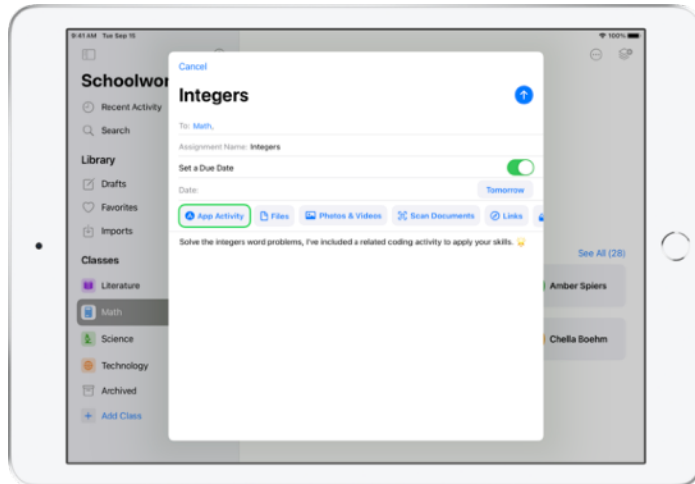 9:41 AM Tue Sep 15
100%
Schoolwor
Recent Activity
Search
Library
Drafts
Favorites
Imports
Classes
Literature
Math
Science
Technology
Archived
Add Class
Cancel
Integers
To: Math,
Assignment Name: Integers
Set a Due Date
Date: Tomorrow
App Activity Files Photos & Videos Scan Documents Links
Solve the integers word problems, I've included a related coding activity to apply your skills.
See All (28)
Amber Spiers
Chella Boehm